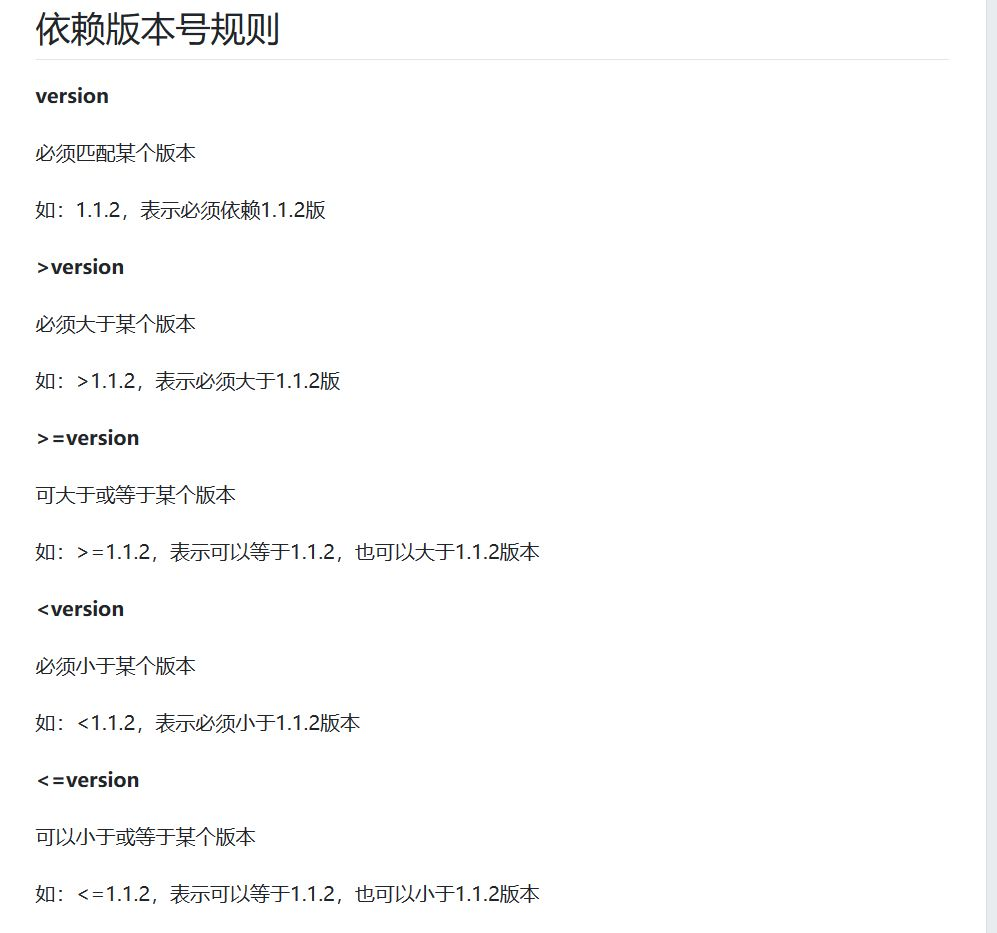 依赖版本号规则
version
必须匹配某个版本
如：1.1.2，表示必须依赖1.1.2版
>version
必须大于某个版本
如：>1.1.2，表示必须大于1.1.2版
>=version
可大于或等于某个版本
如：>=1.1.2，表示可以等于1.1.2，也可以大于1.1.2版本
<version
必须小于某个版本
如：<1.1.2，表示必须小于1.1.2版本
<=version
可以小于或等于某个版本
如：<=1.1.2，表示可以等于1.1.2，也可以小于1.1.2版本